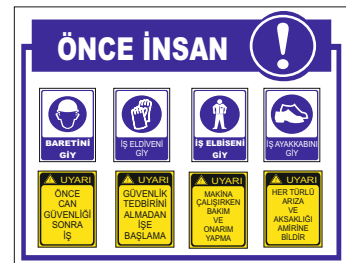 ÖNCE İNSAN
BARETİNİ
GİY
İŞ ELDİVENİ
GİY
İŞ ELBİSENİ
GİY
İŞ AYAKKABINI
GİY
UYARI
ÖNCE
CAN
GÜVENLİĞİ
SONRA
İŞ
UYARI
GÜVENLİK
TEDBİRİNİ
ALMADAN
İŞE
BAŞLAMA
UYARI
MAKİNA
ÇALIŞIRKEN
BAKIM
VE
ONARIM
YAPMA
UYARI
HER TÜRLÜ
ARIZA
VE
AKSAKLIĞI
AMİRİNE
BİLDİR